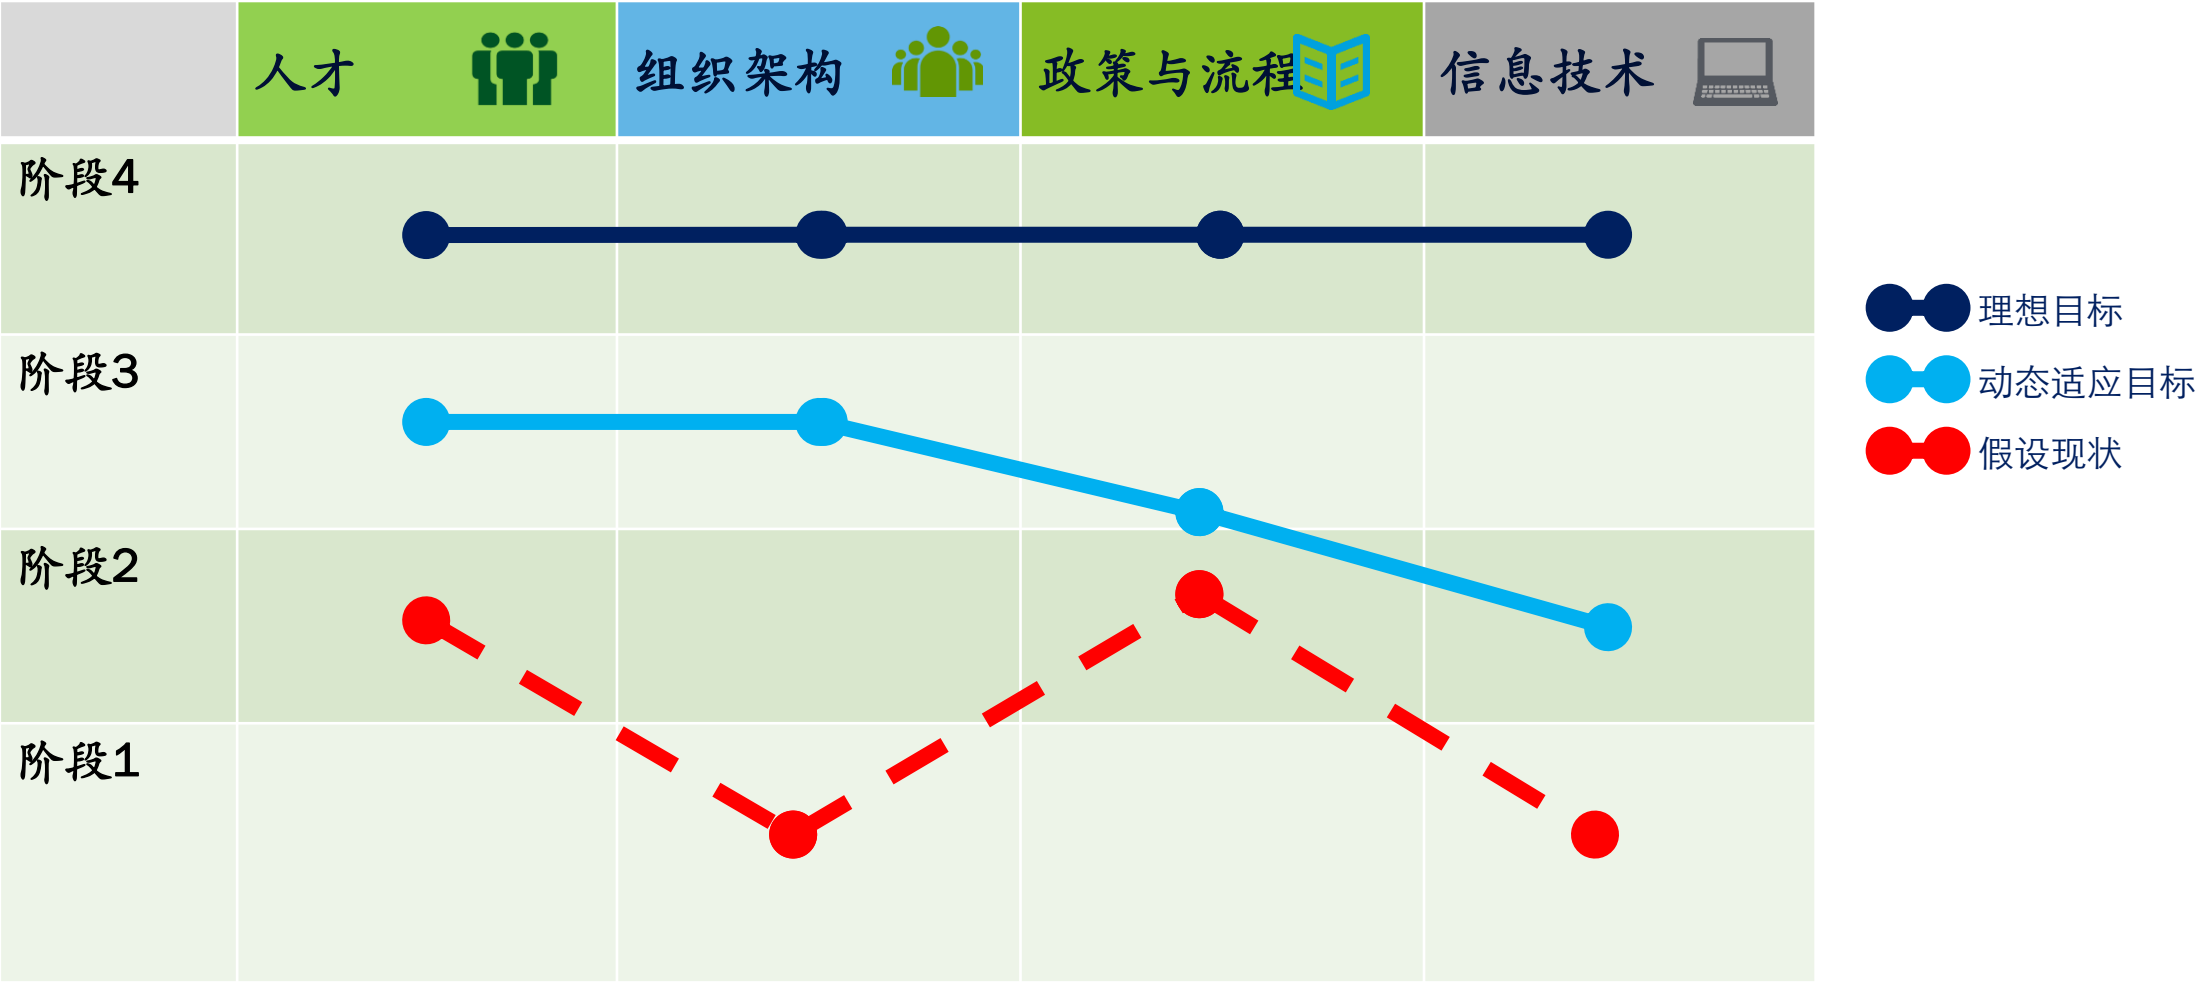 人才
组织架构
政策与流程
信息技术
阶段4
阶段3
阶段2
阶段1
理想目标
动态适应目标
假设现状